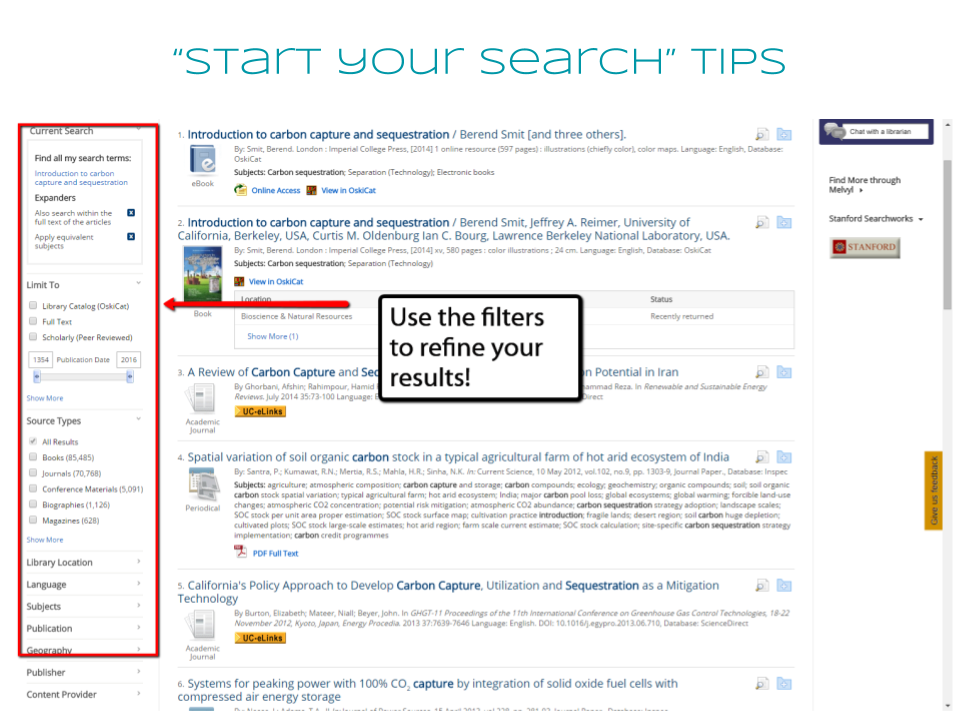 “Start your search” tips
Current Search
Find all my search terms:
Introduction to carbon
capture and sequestration
Expanders
Also search within the
full text of the articles
Apply equivalent
subjects
Limit To
Library Catalog (OskiCat)
Full Text
Scholarly (Peer Reviewed)
1354 Publication Date 2016
Show More
Source Types
All Results
Books (85,485)
Journals (70,768)
Conference Materials (5,091)
Biographies (1,126)
Magazines (628)
Show More
Library Location
Language
Subjects
Publication
Geography
Publisher
Content Provider
1. Introduction to carbon capture and sequestration / Berend Smit [and three others].
By: Smit, Berend. London : Imperial College Press, [2014] 1 online resource (597 pages) : illustrations (chiefly color), color maps. Language: English, Database:
OskiCat
Subjects: Carbon sequestration; Separation (Technology); Electronic books
eBook
Online Access View in OskiCat
2. Introduction to carbon capture and sequestration / Berend Smit, Jeffrey A. Reimer, University of
California, Berkeley, USA, Curtis M. Oldenburg Ian C. Bourg, Lawrence Berkeley National Laboratory, USA.
By: Smit, Berend. London : Imperial College Press, [2014] xv, 580 pages : color illustrations ; 24 cm. Language: English, Database: OskiCat
Subjects: Carbon sequestration; Separation (Technology)
View in OskiCat
Book
Location Status
Bioscience & Natural Resources Recently returned
Show More (1)
Use the filters
to refine your
results!
3. A Review of Carbon Capture and Seq n Potential in Iran
By Ghorbani, Afshin; Rahimpour, Hamid ammad Reza. In Renewable and Sustainable Energy
Reviews. July 2014 35:73-100 Language: E Direct
UC-eLinks
Academic
Journal
4. Spatial variation of soil organic carbon stock in a typical agricultural farm of hot arid ecosystem of India
By: Santra, P.; Kumawat, R.N.; Mertia, R.S.; Mahla, H.R.; Sinha, N.K. In: Current Science, 10 May 2012, vol.102, no.9, pp. 1303-9, Journal Paper., Database: Inspec
Subjects: agriculture; atmospheric composition; carbon capture and storage; carbon compounds; ecology; geochemistry; organic compounds; soil; soil organic
carbon stock spatial variation; typical agricultural farm; hot arid ecosystem; India; major carbon pool loss; global ecosystems; global warming; forcible land-use
changes; atmospheric CO2 concentration; potential risk mitigation; atmospheric CO2 abundance; carbon sequestration strategy adoption; landscape scales;
SOC stock per unit area proper estimation; SOC stock surface map; cultivation practice introduction; fragile lands; desert region; soil carbon huge depletion;
cultivated plots; SOC stock large-scale estimates; hot arid region; farm scale current estimate; SOC stock calculation; site-specific carbon sequestration strategy
implementation; carbon credit programmes
Periodical
PDF Full Text
5. California's Policy Approach to Develop Carbon Capture, Utilization and Sequestration as a Mitigation
Technology
By Burton, Elizabeth; Mateer, Niall; Beyer, John. In GHGT-11 Proceedings of the 11th International Conference on Greenhouse Gas Control Technologies, 18-22
November 2012, Kyoto, Japan, Energy Procedia. 2013 37:7639-7646 Language: English. DOI: 10.1016/j.egypro.2013.06.710, Database: ScienceDirect
UC-eLinks
Academic
Journal
6. Systems for peaking power with 100% CO2 capture by integration of solid oxide fuel cells with
compressed air energy storage
Chat with a librarian
Find More through
Melvyl
Stanford Searchworks
STANFORD
Give us feedback